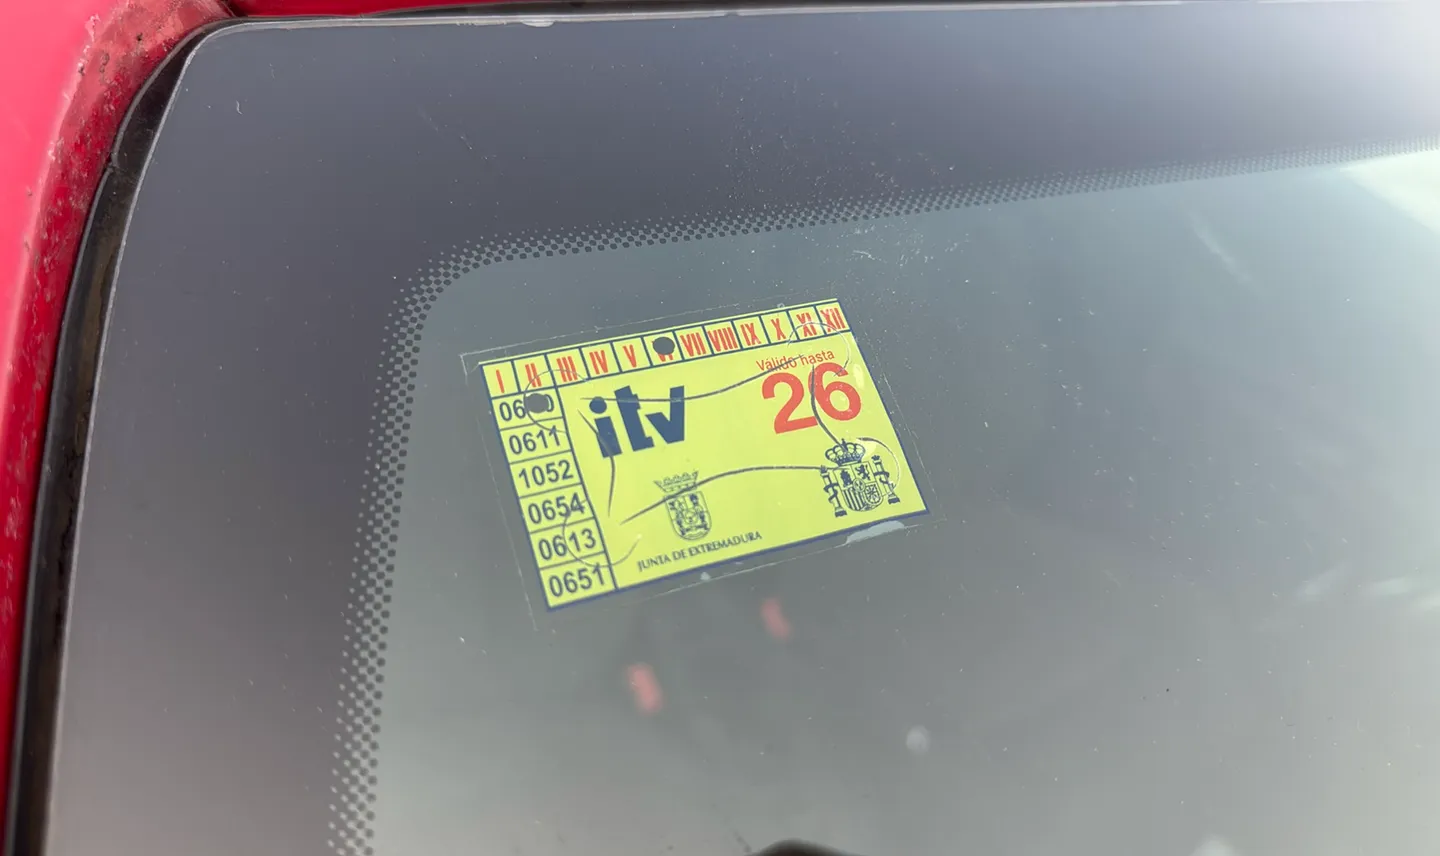 I II III IV V VI VII VIII IX X XI XII
Válido hasta
26
itv
0611
1052
0654
0613
0651
JUNTA DE EXTREMADURA